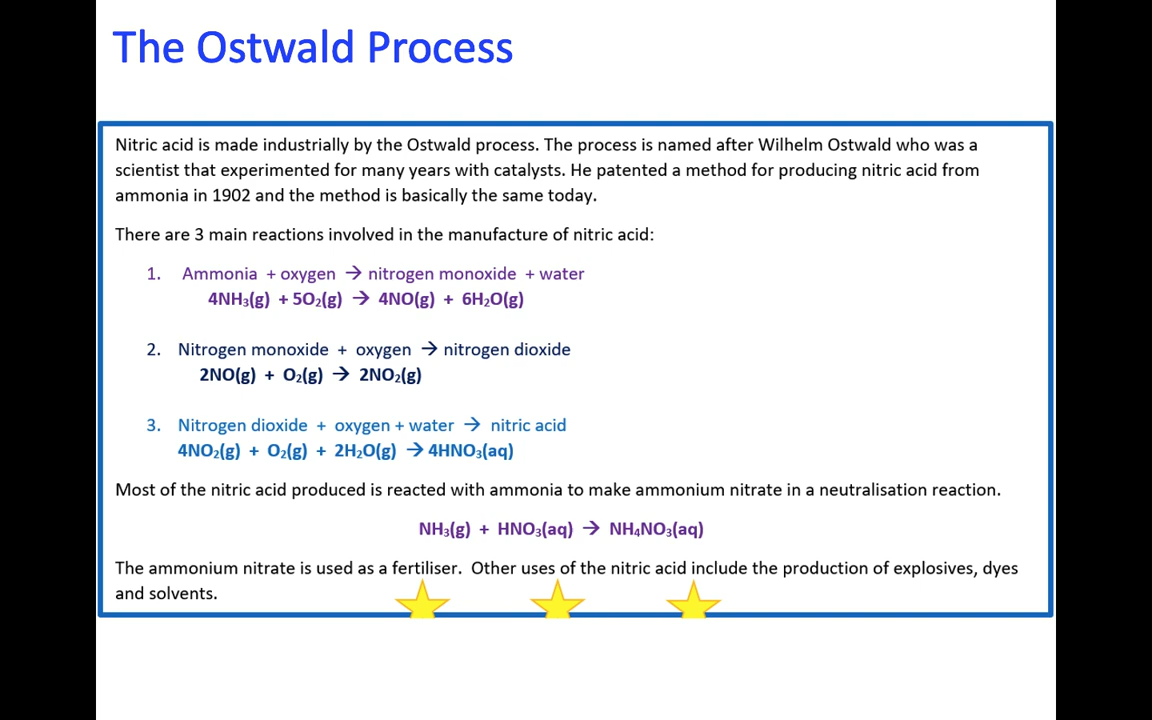 The Ostwald Process
Nitric acid is made industrially by the Ostwald process. The process is named after Wilhelm Ostwald who was a
scientist that experimented for many years with catalysts. He patented a method for producing nitric acid from
ammonia in 1902 and the method is basically the same today.
There are 3 main reactions involved in the manufacture of nitric acid:
1. Ammonia + oxygen → nitrogen monoxide + water
4NH₃(g) + 5O₂(g) → 4NO(g) + 6H₂O(g)
2. Nitrogen monoxide + oxygen → nitrogen dioxide
2NO(g) + O₂(g) → 2NO₂(g)
3. Nitrogen dioxide + oxygen + water → nitric acid
4NO₂(g) + O₂(g) + 2H₂O(g) → 4HNO₃(aq)
Most of the nitric acid produced is reacted with ammonia to make ammonium nitrate in a neutralisation reaction.
NH₃(g) + HNO₃(aq) → NH₄NO₃(aq)
The ammonium nitrate is used as a fertiliser. Other uses of the nitric acid include the production of explosives, dyes
and solvents.